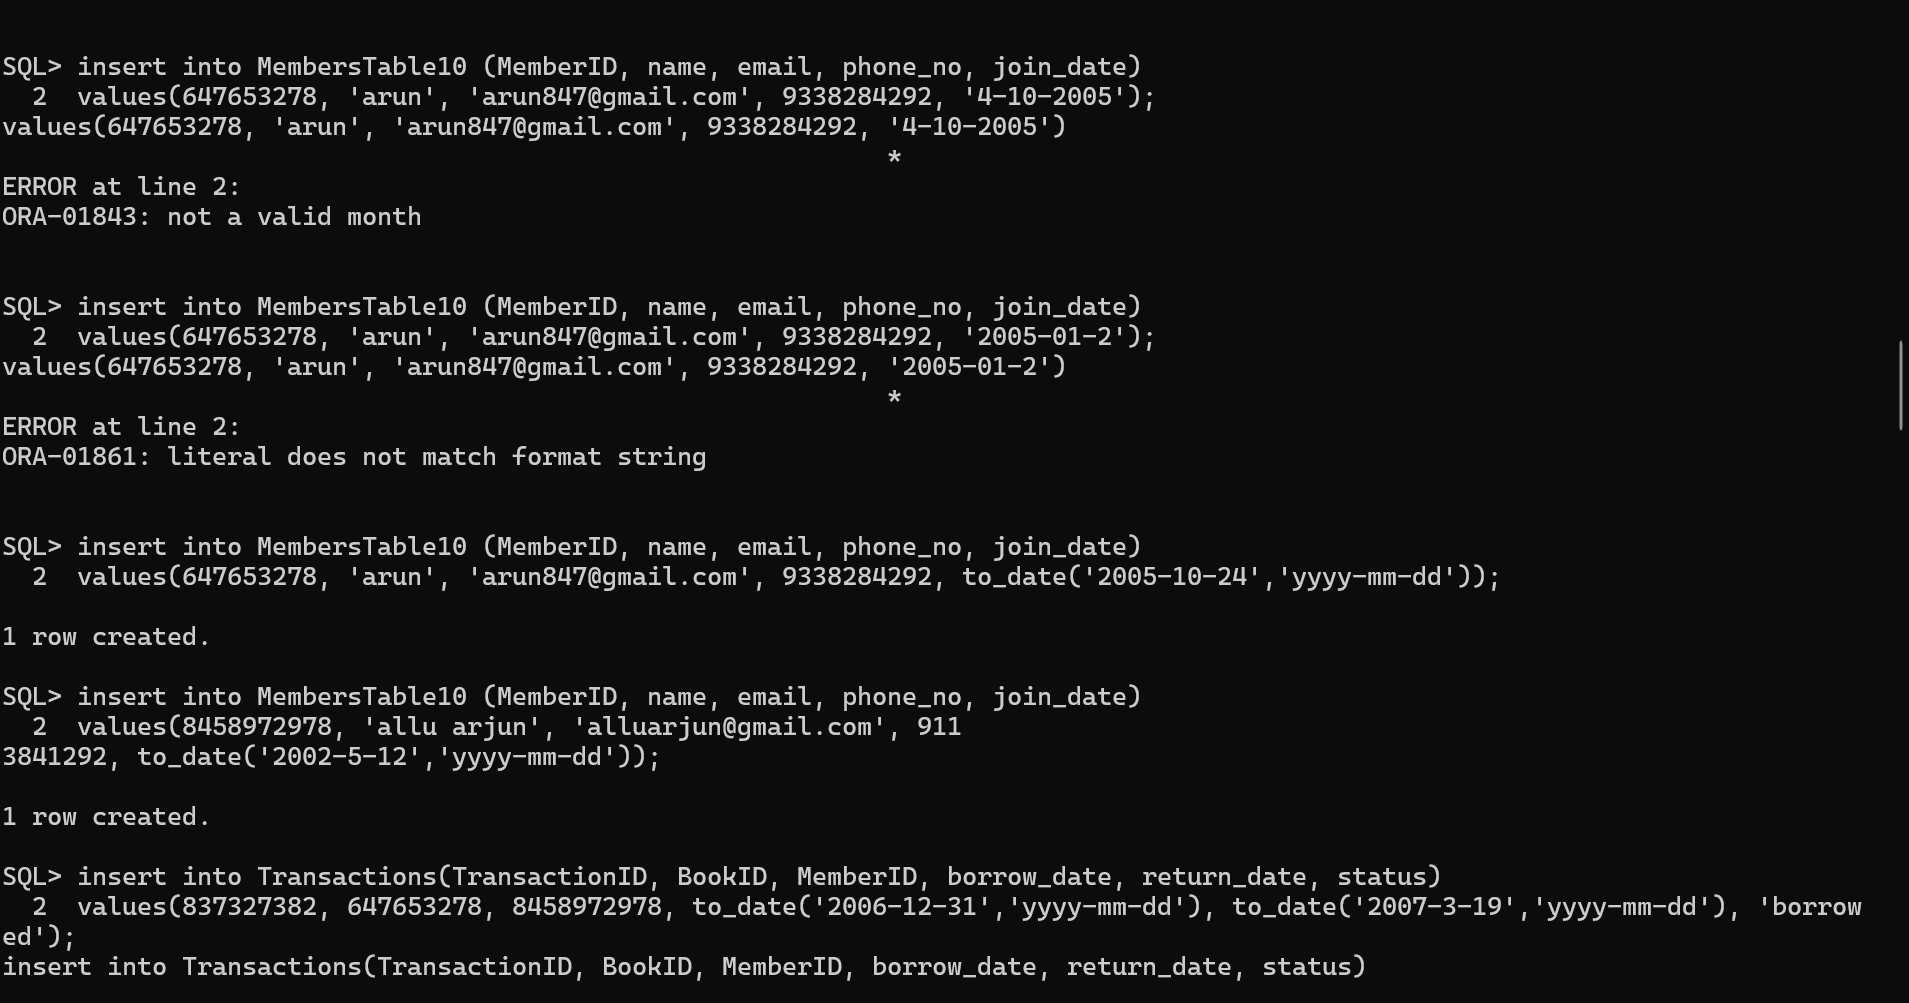 SQL> insert into MembersTable10 (MemberID, name, email, phone_no, join_date)
  2  values(647653278, 'arun', 'arun847@gmail.com', 9338284292, '4-10-2005');
values(647653278, 'arun', 'arun847@gmail.com', 9338284292, '4-10-2005')
                                                           *
ERROR at line 2:
ORA-01843: not a valid month
SQL> insert into MembersTable10 (MemberID, name, email, phone_no, join_date)
  2  values(647653278, 'arun', 'arun847@gmail.com', 9338284292, '2005-01-2');
values(647653278, 'arun', 'arun847@gmail.com', 9338284292, '2005-01-2')
                                                           *
ERROR at line 2:
ORA-01861: literal does not match format string
SQL> insert into MembersTable10 (MemberID, name, email, phone_no, join_date)
  2  values(647653278, 'arun', 'arun847@gmail.com', 9338284292, to_date('2005-10-24','yyyy-mm-dd'));
1 row created.
SQL> insert into MembersTable10 (MemberID, name, email, phone_no, join_date)
  2  values(8458972978, 'allu arjun', 'alluarjun@gmail.com', 911
3841292, to_date('2002-5-12','yyyy-mm-dd'));
1 row created.
SQL> insert into Transactions(TransactionID, BookID, MemberID, borrow_date, return_date, status)
  2  values(837327382, 647653278, 8458972978, to_date('2006-12-31','yyyy-mm-dd'), to_date('2007-3-19','yyyy-mm-dd'), 'borrow
ed');
insert into Transactions(TransactionID, BookID, MemberID, borrow_date, return_date, status)